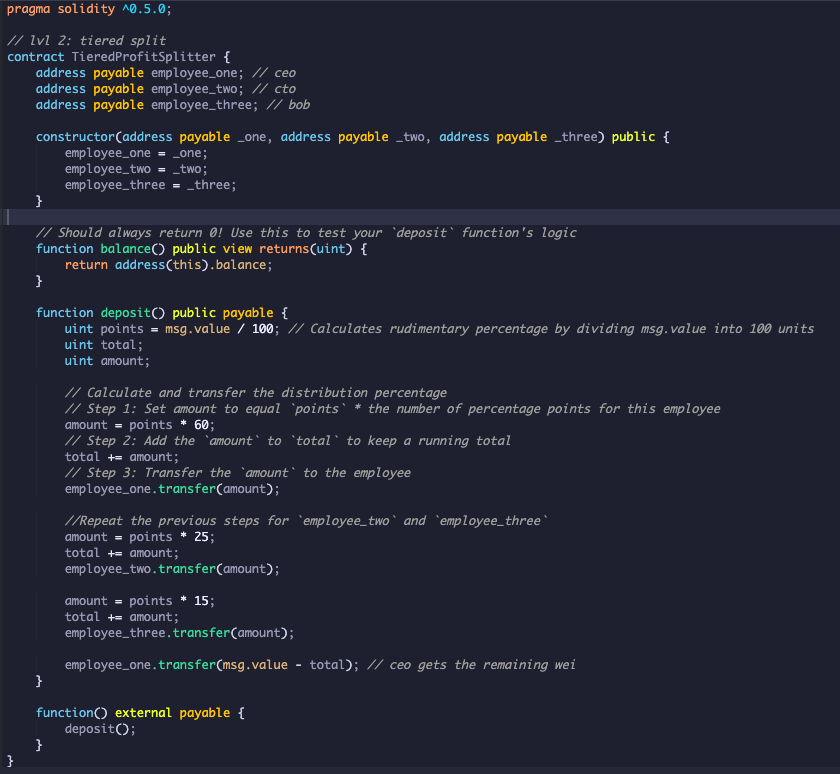 pragma solidity ^0.5.0;
// lvl 2: tiered split
contract TieredProfitSplitter {
    address payable employee_one; // ceo
    address payable employee_two; // cto
    address payable employee_three; // bob
    constructor(address payable _one, address payable _two, address payable _three) public {
        employee_one = _one;
        employee_two = _two;
        employee_three = _three;
    }
    // Should always return 0! Use this to test your `deposit` function's logic
    function balance() public view returns(uint) {
        return address(this).balance;
    }
    function deposit() public payable {
        uint points = msg.value / 100; // Calculates rudimentary percentage by dividing msg.value into 100 units
        uint total;
        uint amount;
        // Calculate and transfer the distribution percentage
        // Step 1: Set amount to equal `points` * the number of percentage points for this employee
        amount = points * 60;
        // Step 2: Add the `amount` to `total` to keep a running total
        total += amount;
        // Step 3: Transfer the `amount` to the employee
        employee_one.transfer(amount);
        //Repeat the previous steps for `employee_two` and `employee_three`
        amount = points * 25;
        total += amount;
        employee_two.transfer(amount);
        amount = points * 15;
        total += amount;
        employee_three.transfer(amount);
        employee_one.transfer(msg.value - total); // ceo gets the remaining wei
    }
    function() external payable {
        deposit();
    }
}